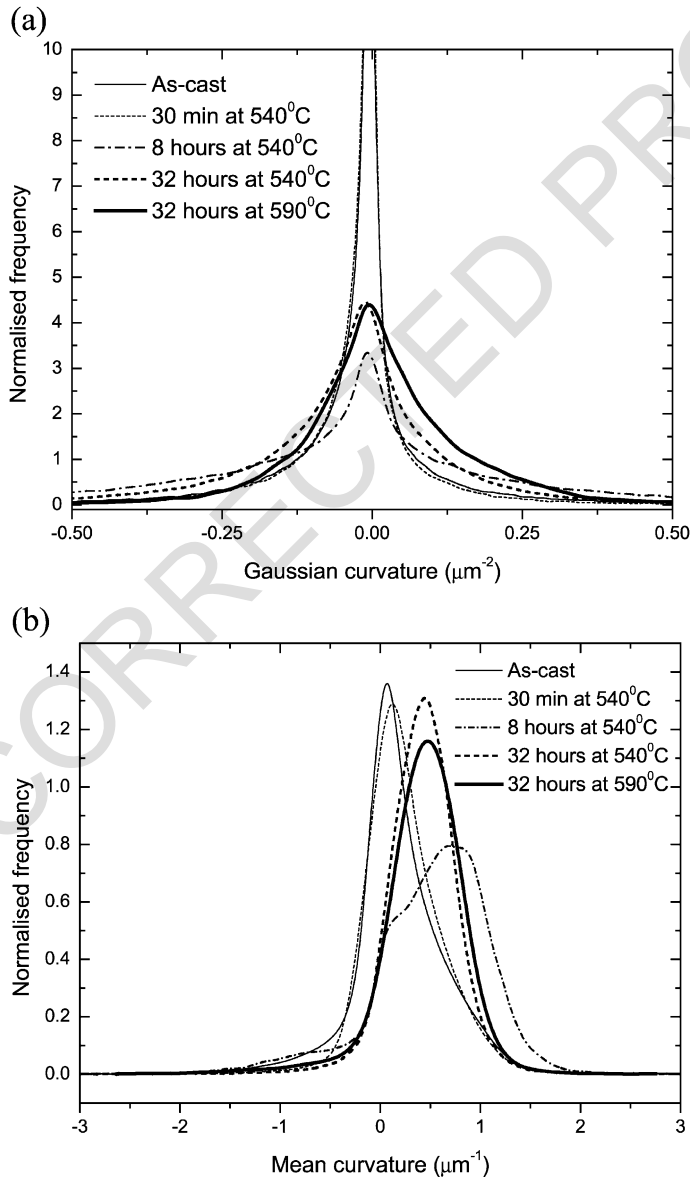 (a)
10
9
8
7
6
5
4
3
2
1
0
Normalised frequency
As-cast
30 min at 540⁰C
8 hours at 540⁰C
32 hours at 540⁰C
32 hours at 590⁰C
-0.50 -0.25 0.00 0.25 0.50
Gaussian curvature (μm⁻²)
(b)
1.4
1.2
1.0
0.8
0.6
0.4
0.2
0.0
Normalised frequency
As-cast
30 min at 540⁰C
8 hours at 540⁰C
32 hours at 540⁰C
32 hours at 590⁰C
-3 -2 -1 0 1 2 3
Mean curvature (μm⁻¹)
CORRECTED PRO